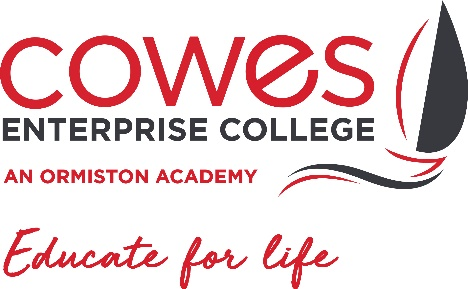 cowes
ENTERPRISE COLLEGE
AN ORMISTON ACADEMY
Educate for life